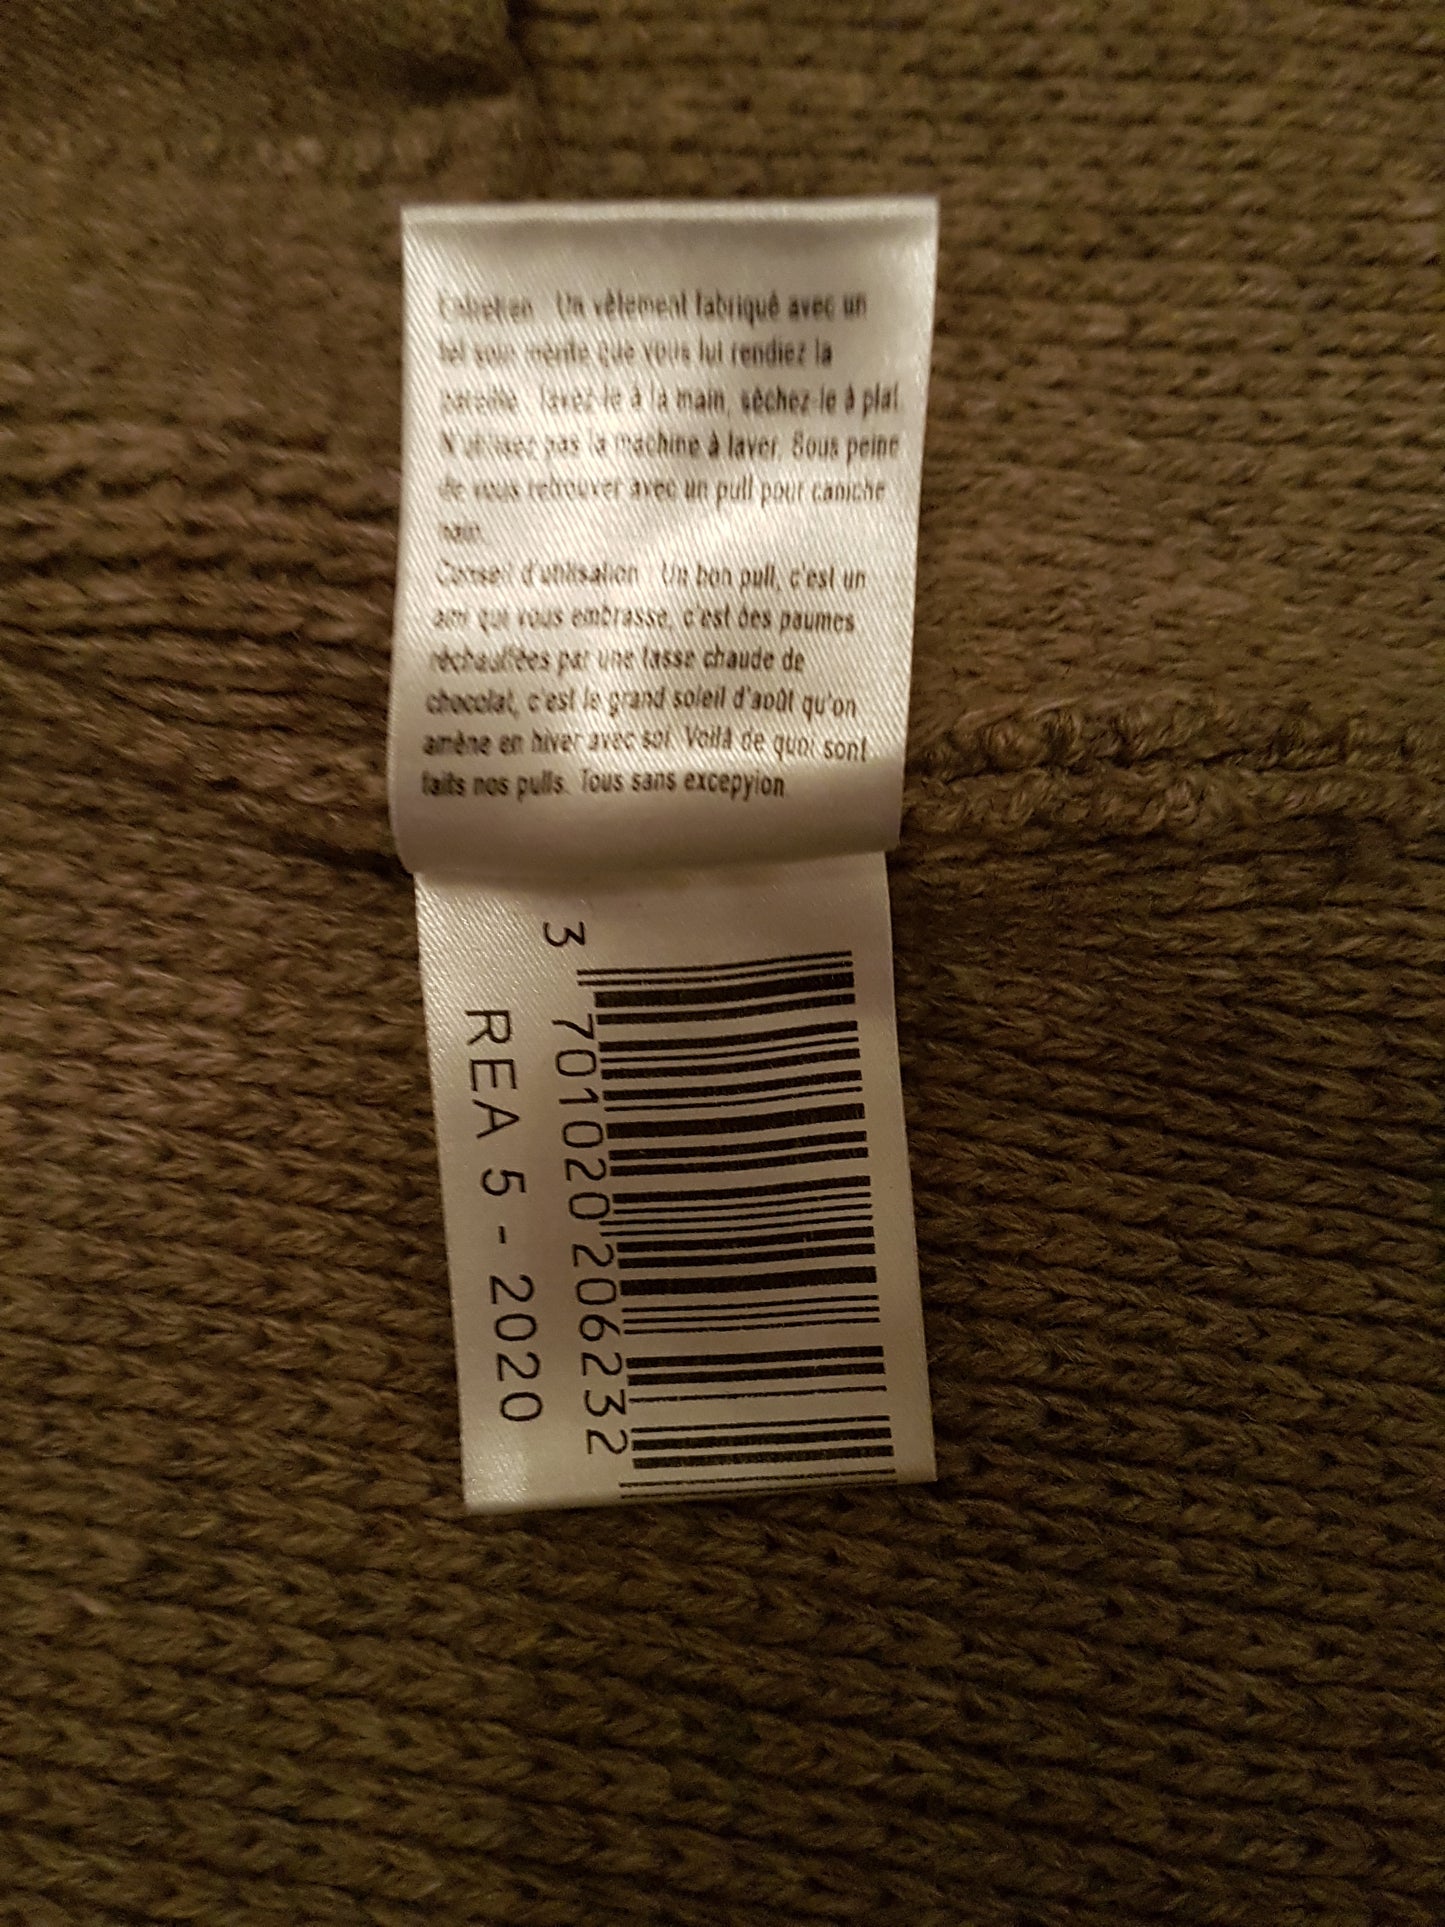 Entretien Un vêtement fabriqué avec un
tel soin mérite que vous lui rendiez la
pareille lavez-le à la main, sèchez-le à plat.
N'utilisez pas la machine à laver. Sous peine
de vous retrouver avec un pull pour caniche
nain.
Conseil d'utilisation Un bon pull, c'est un
ami qui vous embrasse, c'est des paumes
réchauffées par une tasse chaude de
chocolat, c'est le grand soleil d'août qu'on
amène en hiver avec soi. Voilà de quoi sont
faits nos pulls. Tous sans excepyion
3 701020 206232
REA 5 - 2020